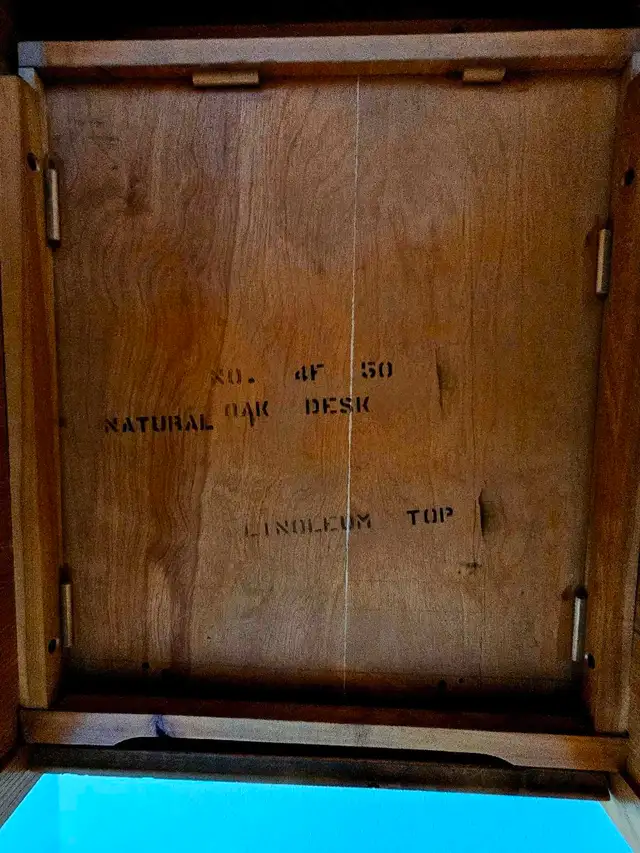 NO. 4F 50
NATURAL OAK DESK
LINOLEUM TOP